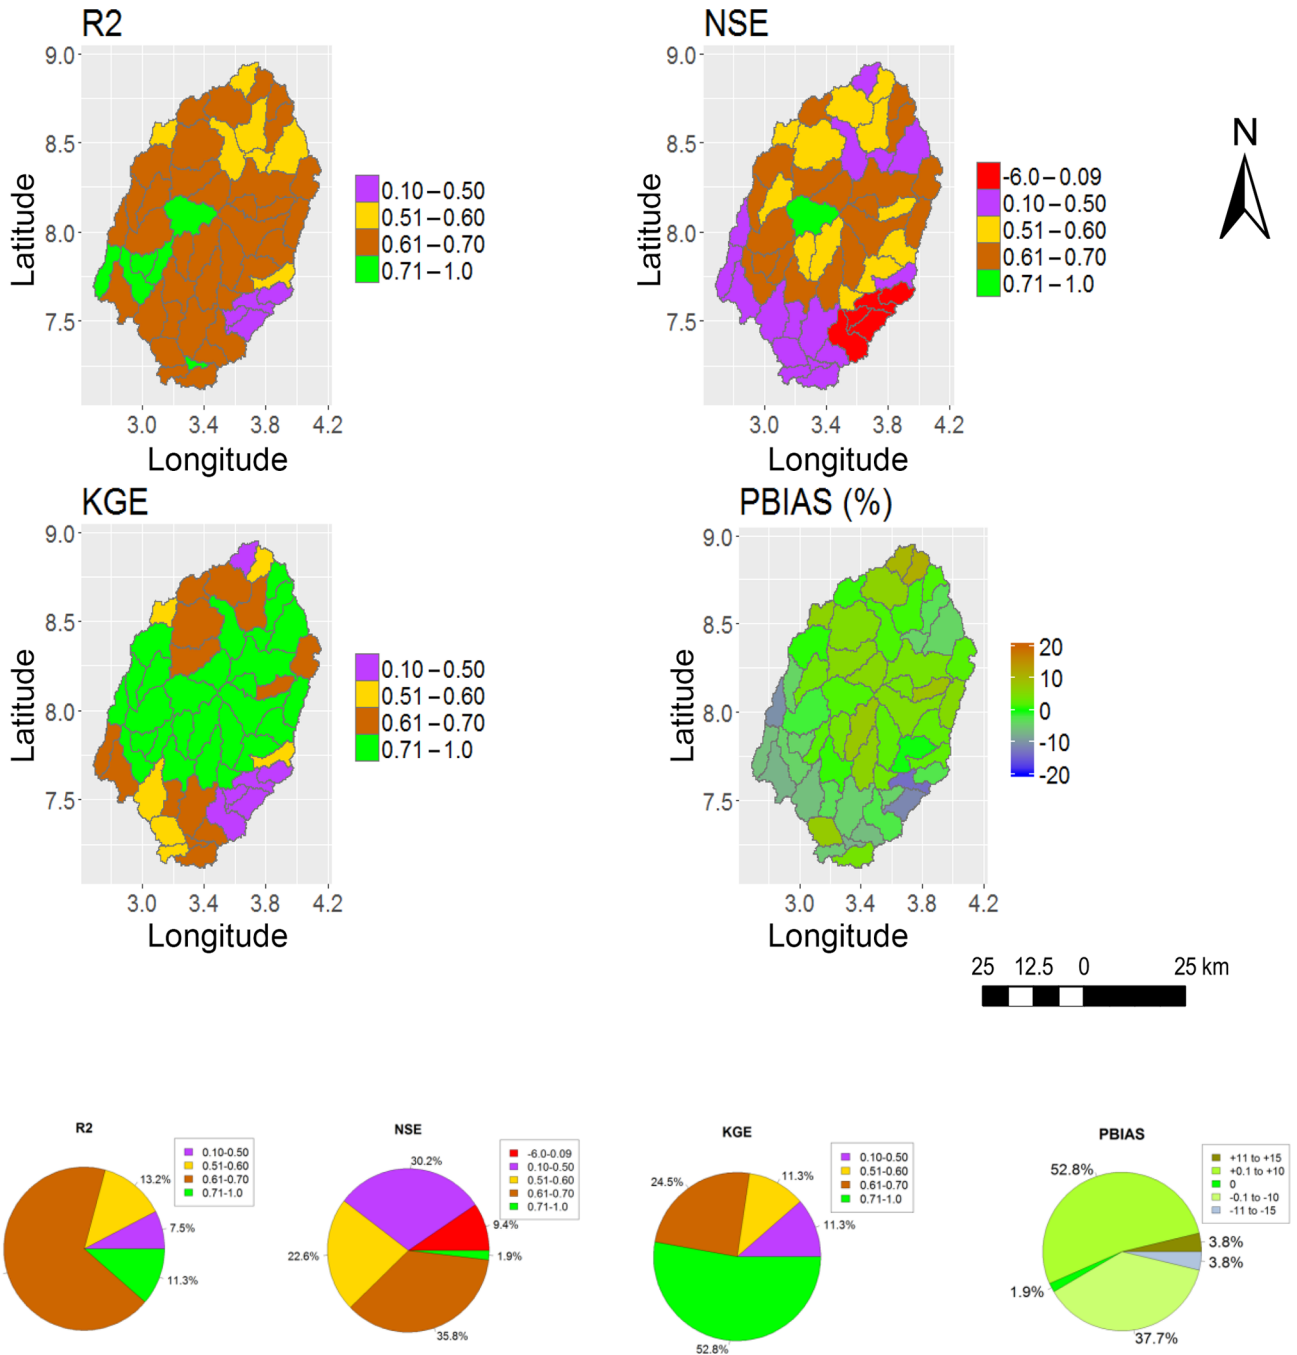 R2
9.0
8.5
8.0
7.5
Latitude
3.0 3.4 3.8 4.2
Longitude
0.10 – 0.50
0.51 – 0.60
0.61 – 0.70
0.71 – 1.0
NSE
9.0
8.5
8.0
7.5
Latitude
3.0 3.4 3.8 4.2
Longitude
-6.0 – 0.09
0.10 – 0.50
0.51 – 0.60
0.61 – 0.70
0.71 – 1.0
N
KGE
9.0
8.5
8.0
7.5
Latitude
3.0 3.4 3.8 4.2
Longitude
0.10 – 0.50
0.51 – 0.60
0.61 – 0.70
0.71 – 1.0
PBIAS (%)
9.0
8.5
8.0
7.5
Latitude
3.0 3.4 3.8 4.2
Longitude
20
10
0
-10
-20
25 12.5 0 25 km
R2
0.10-0.50
0.51-0.60
0.61-0.70
0.71-1.0
13.2%
7.5%
11.3%
NSE
-6.0-0.09
0.10-0.50
0.51-0.60
0.61-0.70
0.71-1.0
30.2%
9.4%
1.9%
22.6%
35.8%
KGE
0.10-0.50
0.51-0.60
0.61-0.70
0.71-1.0
24.5%
11.3%
11.3%
52.8%
PBIAS
+11 to +15
+0.1 to +10
0
-0.1 to -10
-11 to -15
52.8%
3.8%
3.8%
1.9%
37.7%